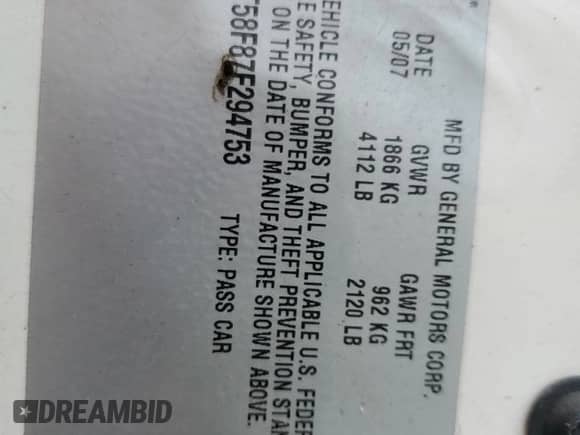 MFD BY GENERAL MOTORS CORP.
DATE GVWR GAWR FRT
05/07 1866 KG 962 KG
4112 LB 2120 LB
EHICLE CONFORMS TO ALL APPLICABLE U.S. FEDER
E SAFETY, BUMPER, AND THEFT PREVENTION STAN
ON THE DATE OF MANUFACTURE SHOWN ABOVE.
58F87F294753 TYPE: PASS CAR
DREAMBID